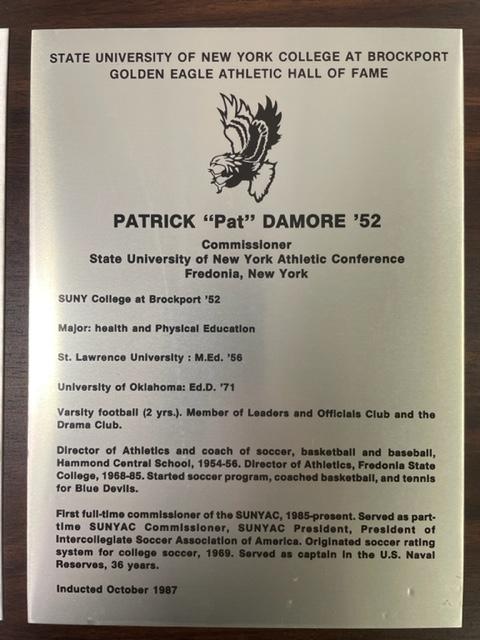 STATE UNIVERSITY OF NEW YORK COLLEGE AT BROCKPORT
GOLDEN EAGLE ATHLETIC HALL OF FAME
PATRICK “Pat” DAMORE ’52
Commissioner
State University of New York Athletic Conference
Fredonia, New York
SUNY College at Brockport ’52
Major: health and Physical Education
St. Lawrence University : M.Ed. ’56
University of Oklahoma: Ed.D. ’71
Varsity football (2 yrs.). Member of Leaders and Officials Club and the
Drama Club.
Director of Athletics and coach of soccer, basketball and baseball,
Hammond Central School, 1954-56. Director of Athletics, Fredonia State
College, 1968-85. Started soccer program, coached basketball, and tennis
for Blue Devils.
First full-time commissioner of the SUNYAC, 1985-present. Served as part-
time SUNYAC Commissioner, SUNYAC President, President of
Intercollegiate Soccer Association of America. Originated soccer rating
system for college soccer, 1969. Served as captain in the U.S. Naval
Reserves, 36 years.
Inducted October 1987